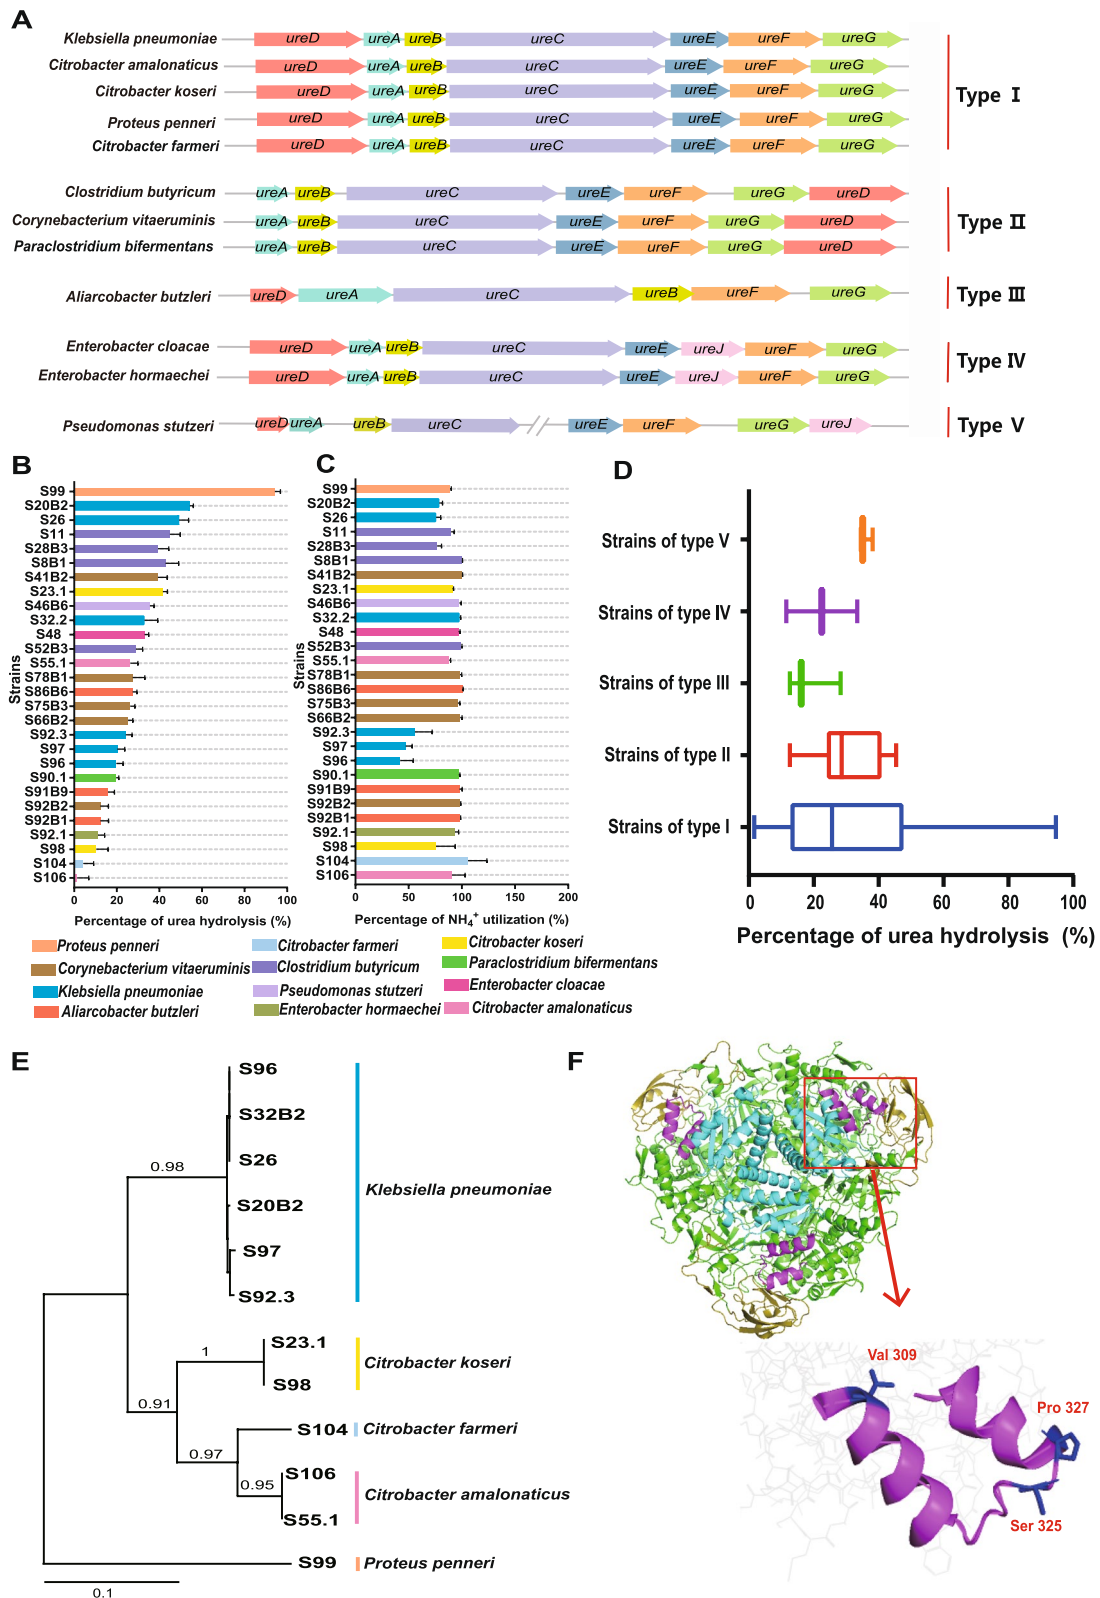 A
Klebsiella pneumoniae ureD ureA ureB ureC ureE ureF ureG
Citrobacter amalonaticus ureD ureA ureB ureC ureE ureF ureG
Citrobacter koseri ureD ureA ureB ureC ureE ureF ureG
Proteus penneri ureD ureA ureB ureC ureE ureF ureG
Citrobacter farmeri ureD ureA ureB ureC ureE ureF ureG
Type I
Clostridium butyricum ureA ureB ureC ureE ureF ureG ureD
Corynebacterium vitaeruminis ureA ureB ureC ureE ureF ureG ureD
Paraclostridium bifermentans ureA ureB ureC ureE ureF ureG ureD
Type II
Aliarcobacter butzleri ureD ureA ureC ureB ureF ureG
Type III
Enterobacter cloacae ureD ureA ureB ureC ureE ureJ ureF ureG
Enterobacter hormaechei ureD ureA ureB ureC ureE ureJ ureF ureG
Type IV
Pseudomonas stutzeri ureD ureA ureB ureC ureE ureF ureG ureJ
Type V
B
Strains
S99
S20B2
S26
S11
S28B3
S8B1
S41B2
S23.1
S46B6
S32.2
S48
S52B3
S55.1
S78B1
S86B6
S75B3
S66B2
S92.3
S97
S96
S90.1
S91B9
S92B2
S92B1
S92.1
S98
S104
S106
0 20 40 60 80 100
Percentage of urea hydrolysis (%)
C
Strains
S99
S20B2
S26
S11
S28B3
S8B1
S41B2
S23.1
S46B6
S32.2
S48
S52B3
S55.1
S78B1
S86B6
S75B3
S66B2
S92.3
S97
S96
S90.1
S91B9
S92B2
S92B1
S92.1
S98
S104
S106
0 50 100 150 200
Percentage of NH₄⁺ utilization (%)
D
Strains of type V
Strains of type IV
Strains of type III
Strains of type II
Strains of type I
0 20 40 60 80 100
Percentage of urea hydrolysis (%)
Proteus penneri Citrobacter farmeri Citrobacter koseri
Corynebacterium vitaeruminis Clostridium butyricum Paraclostridium bifermentans
Klebsiella pneumoniae Pseudomonas stutzeri Enterobacter cloacae
Aliarcobacter butzleri Enterobacter hormaechei Citrobacter amalonaticus
E
S96
S32B2
S26
0.98
Klebsiella pneumoniae
S20B2
S97
S92.3
S23.1
1
Citrobacter koseri
S98
0.91
S104 Citrobacter farmeri
0.97
S106
0.95
Citrobacter amalonaticus
S55.1
S99 Proteus penneri
0.1
F
Val 309
Pro 327
Ser 325